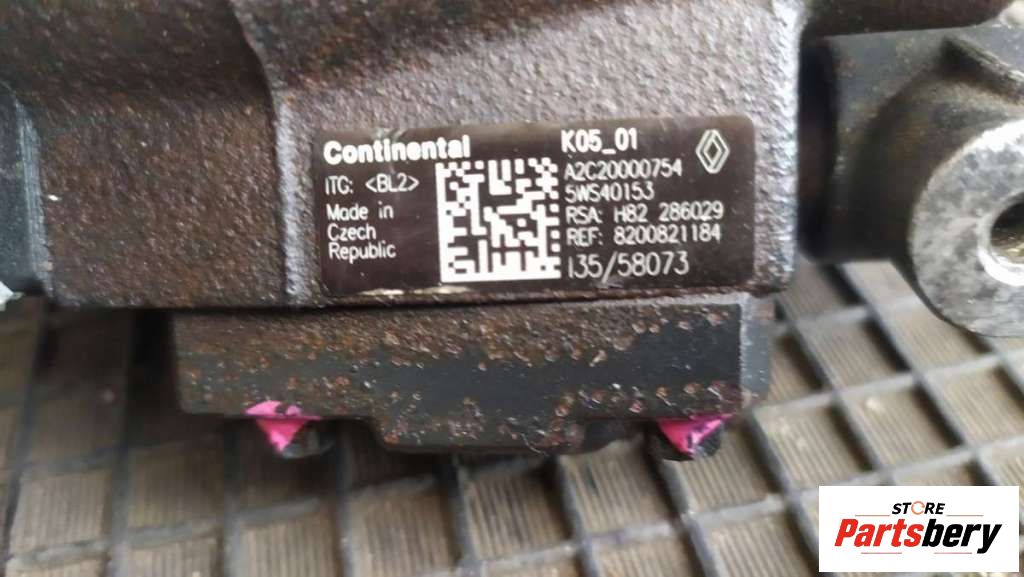 Continental
ITG: <BL2>
Made in
Czech
Republic
K05_01
A2C20000754
5WS40153
RSA: H82 286029
REF: 8200821184
135/58073
STORE
Partsbery